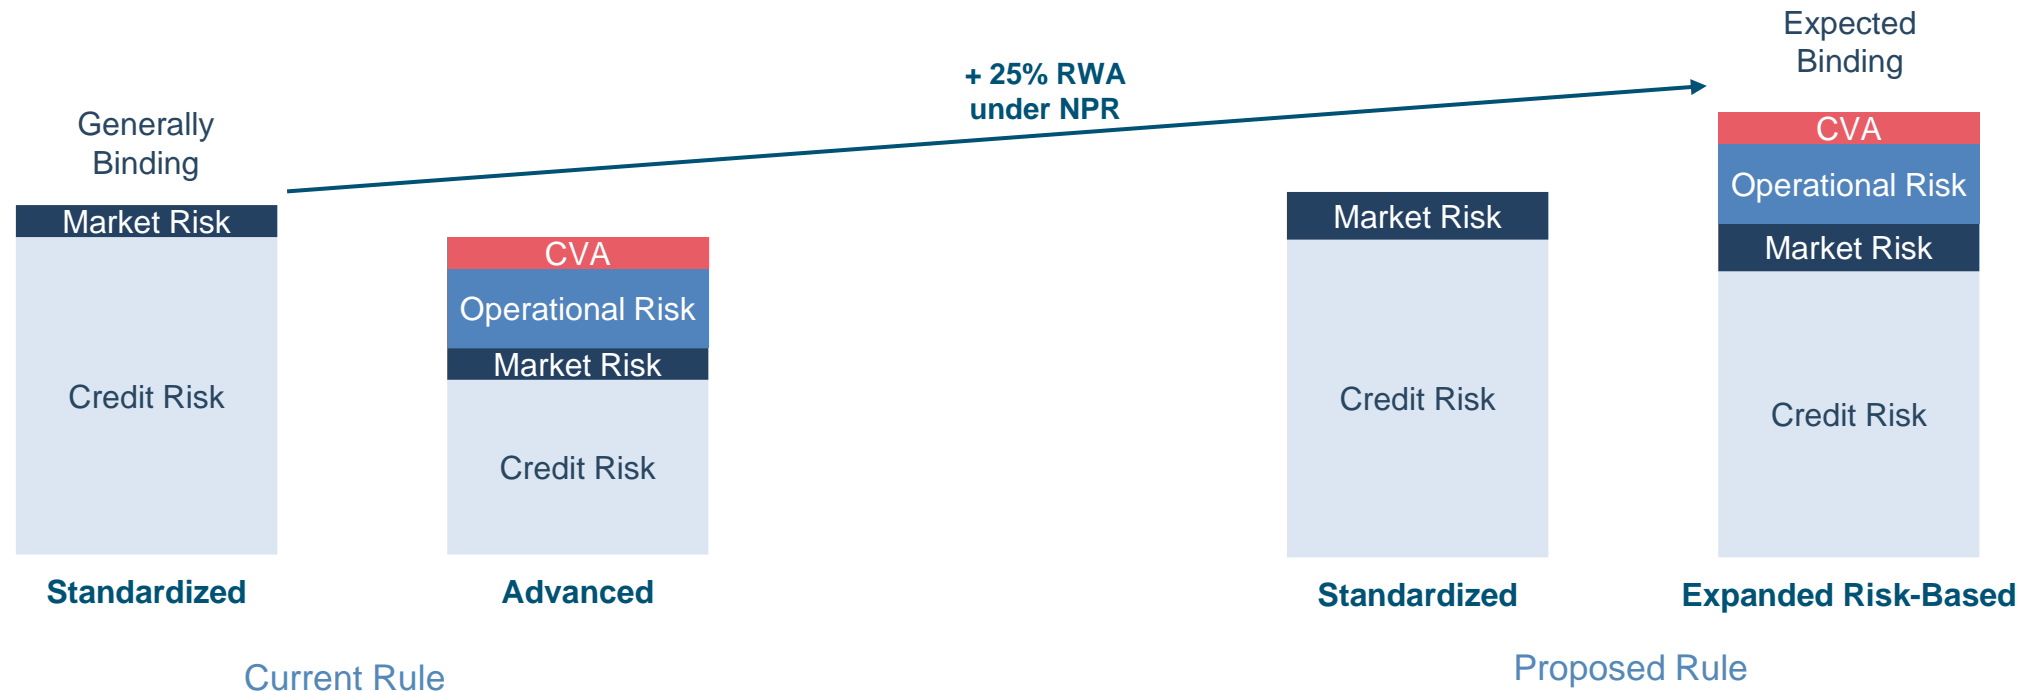 Expected
Binding
+ 25% RWA
under NPR
Generally
Binding
Market Risk
Credit Risk
Standardized
CVA
Operational Risk
Market Risk
Credit Risk
Advanced
Current Rule
Market Risk
Credit Risk
Standardized
CVA
Operational Risk
Market Risk
Credit Risk
Expanded Risk-Based
Proposed Rule